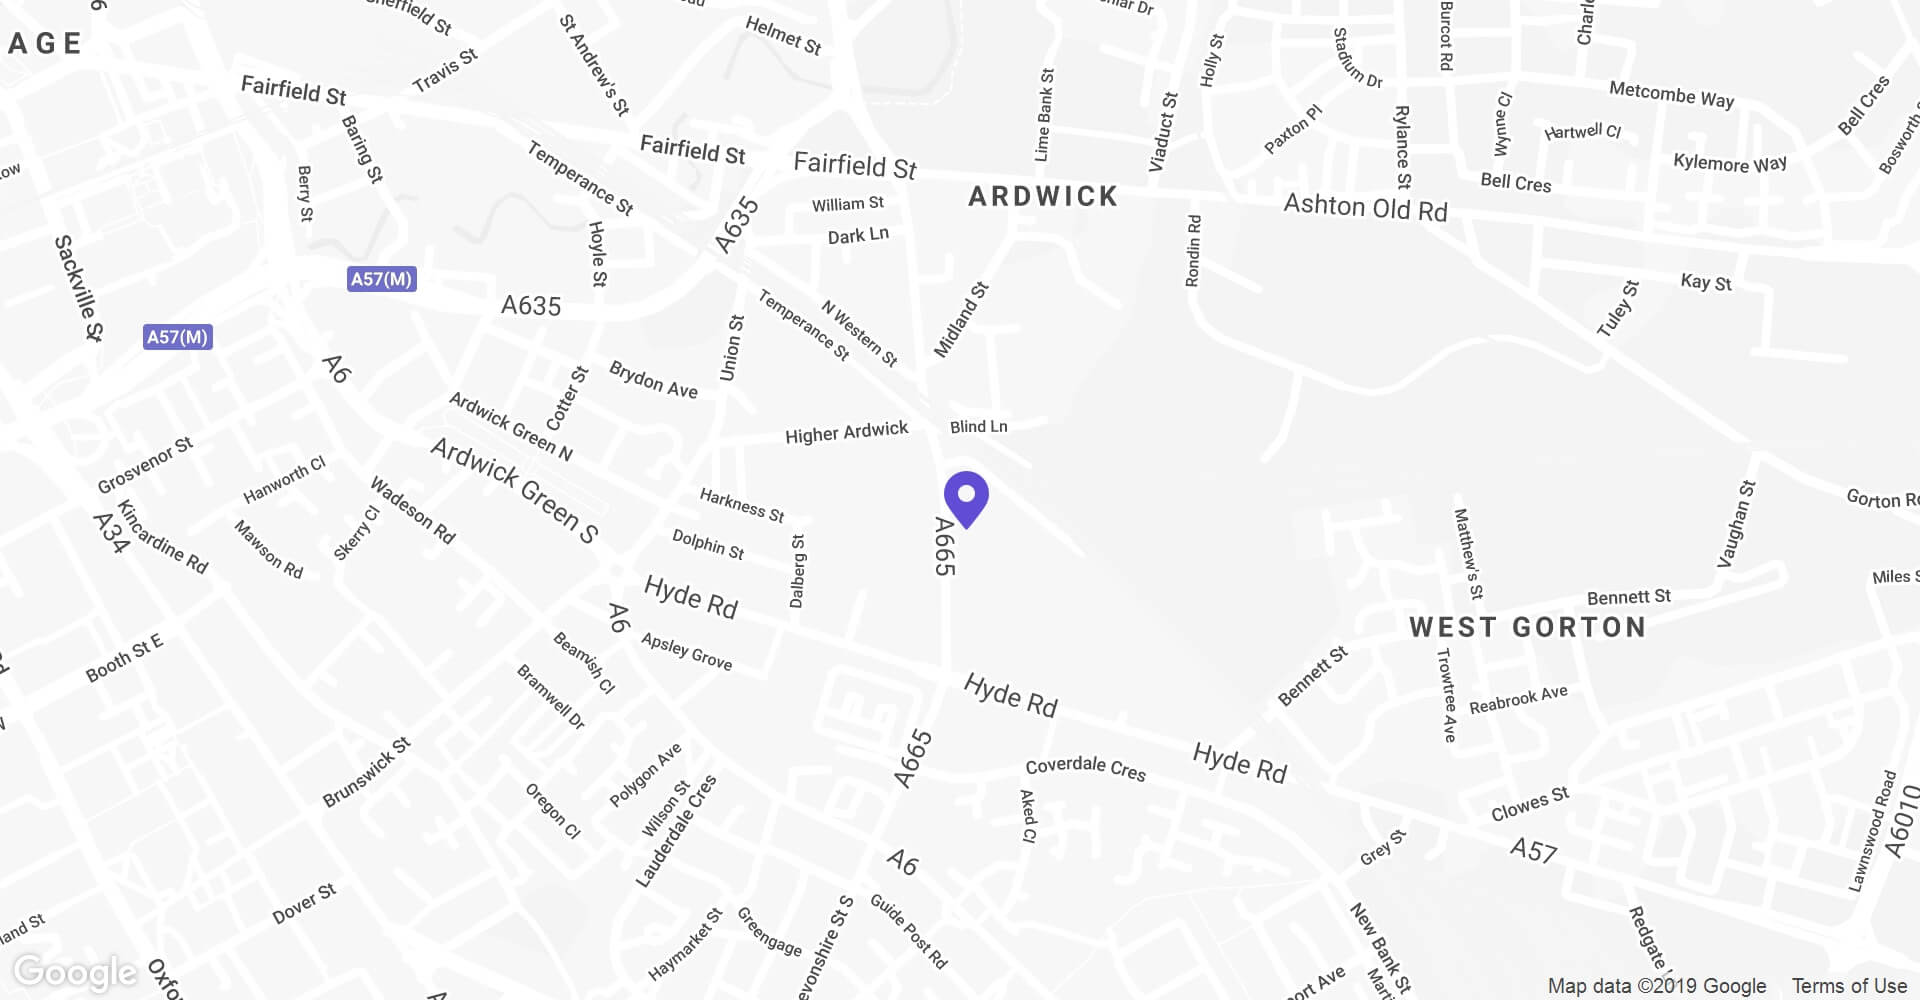 Sheffield St
Helmet St
AGE
Travis St
St Andrew's St
Fairfield St
Baring St
Berry St
Temperance St
Fairfield St
Fairfield St
Lime Bank St
Viaduct St
Holly St
Stadium Dr
Burcot Rd
Paxton Pl
Rylance St
Wynne Cl
Metcombe Way
Hartwell Cl
Kylemore Way
Bell Cres
Bell Cres
ARDWICK
William St
Dark Ln
A635
Ashton Old Rd
Rondin Rd
Sackville St
A57(M)
Hoyle St
A635
Kay St
Tuley St
A57(M)
Midland St
N Western St
Temperance St
Union St
A6
Brydon Ave
Cotter St
Ardwick Green N
Ardwick Green S
Higher Ardwick
Blind Ln
Grosvenor St
Hanworth Cl
Wadeson Rd
Harkness St
Dolphin St
Dalberg St
A665
Matthew's St
Vaughan St
Kincardine Rd
A34
Mawson Rd
Skerry Cl
Hyde Rd
A6
Apsley Grove
Bennett St
WEST GORTON
Booth St E
Beamish Cl
Bramwell Dr
Hyde Rd
Bennett St
Trowtree Ave
Reabrook Ave
Brunswick St
A665
Coverdale Cres
Hyde Rd
Polygon Ave
Wilson St
Lauderdale Cres
Oregon Cl
Aked Cl
Clowes St
Grey St
A57
A6010
Lawnswood Road
A6
Dover St
Haymarket St
Greengage
Guide Post Rd
New Bank St
Redgate
Google
Map data ©2019 Google
Terms of Use